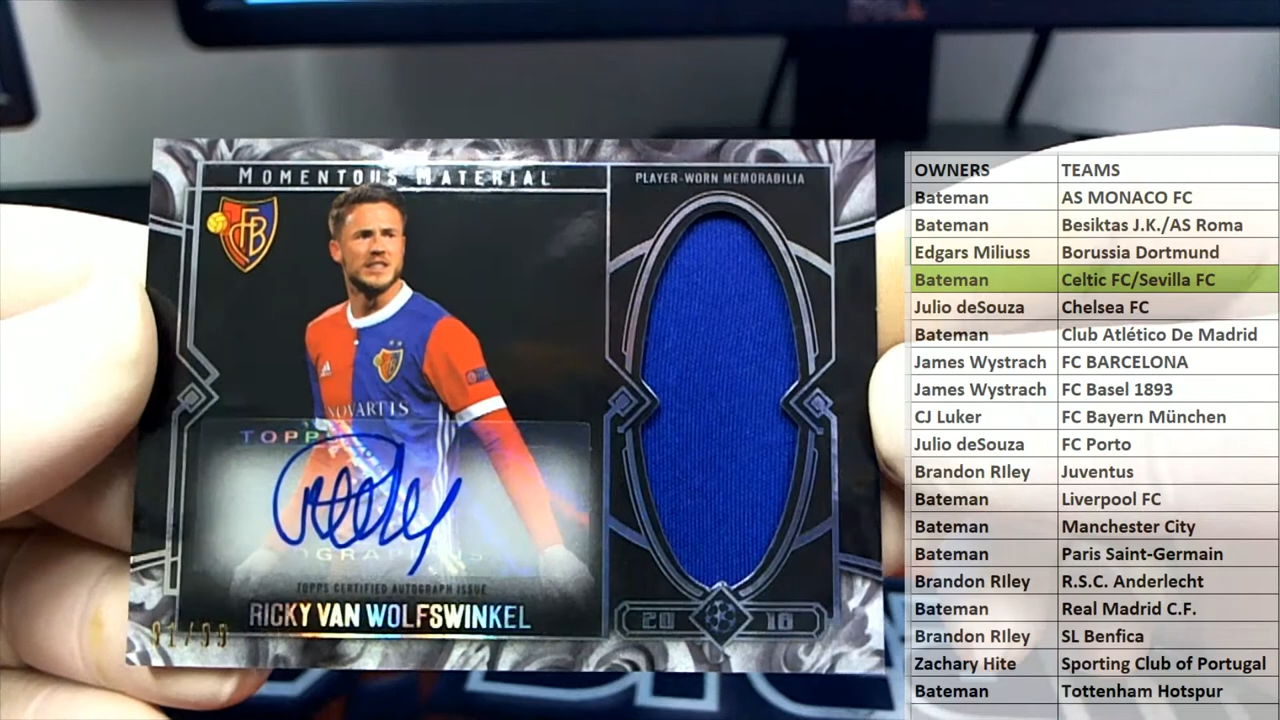 MOMENTOUS MATERIAL
PLAYER-WORN MEMORABILIA
FCB
NOVARTIS
TOPPS
TOPPS CERTIFIED AUTOGRAPH ISSUE
RICKY VAN WOLFSWINKEL
/99
20 18
OWNERS TEAMS
Bateman AS MONACO FC
Bateman Besiktas J.K./AS Roma
Edgars Miliuss Borussia Dortmund
Bateman Celtic FC/Sevilla FC
Julio deSouza Chelsea FC
Bateman Club Atlético De Madrid
James Wystrach FC BARCELONA
James Wystrach FC Basel 1893
CJ Luker FC Bayern München
Julio deSouza FC Porto
Brandon RIley Juventus
Bateman Liverpool FC
Bateman Manchester City
Bateman Paris Saint-Germain
Brandon RIley R.S.C. Anderlecht
Bateman Real Madrid C.F.
Brandon RIley SL Benfica
Zachary Hite Sporting Club of Portugal
Bateman Tottenham Hotspur